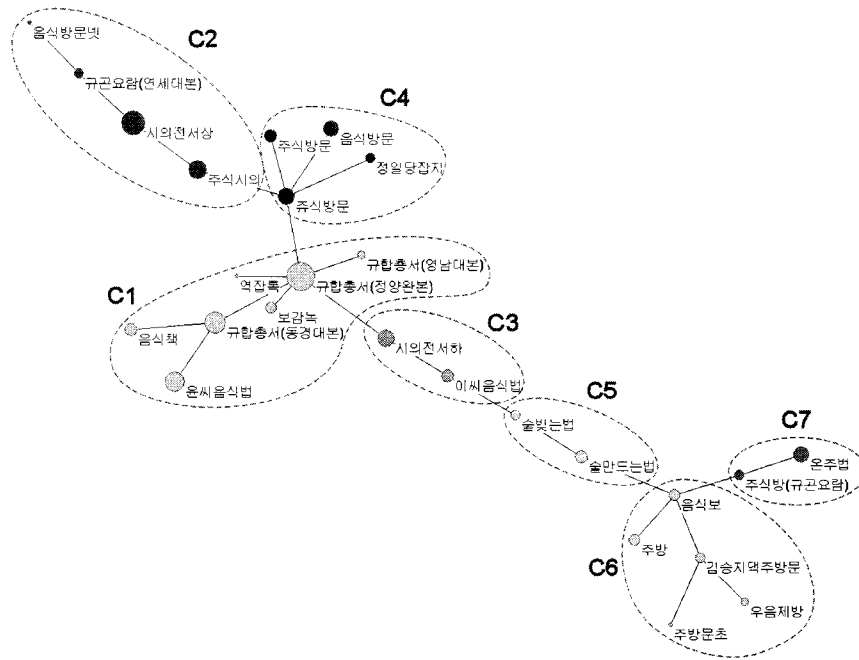 C2
음식방문넷
규곤요람(연세대본)
시의전서상
주식시의
C4
주식방문
음식방문
정일당잡지
쥬식방문
C1
규합총서(영남대본)
역잡록
규합총서(정양완본)
보감녹
규합총서(동경대본)
음식책
윤씨음식법
C3
시의전서하
이씨음식법
C5
술빚는법
술만드는법
C7
온주법
주식방(규곤요람)
음식보
C6
주방
김승지댁주방문
우음제방
주방문초